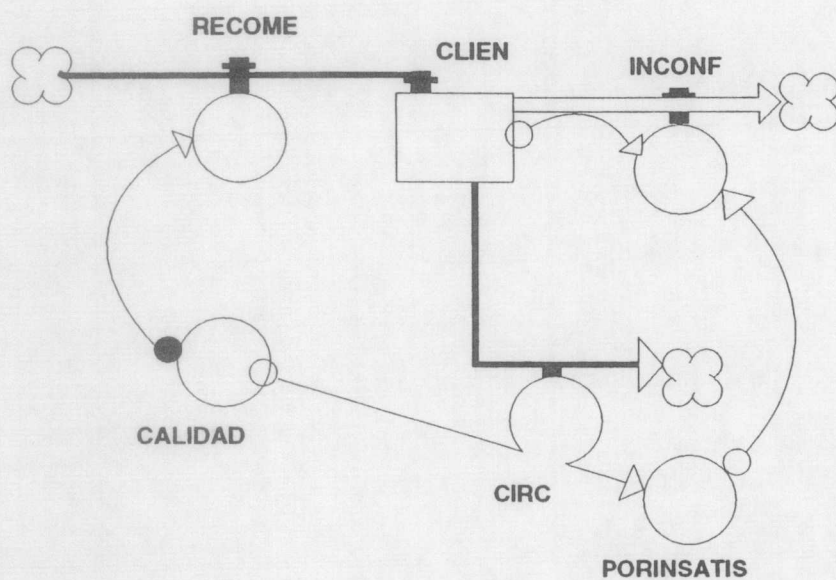 RECOME
CLIEN
INCONF
CALIDAD
CIRC
PORINSATIS